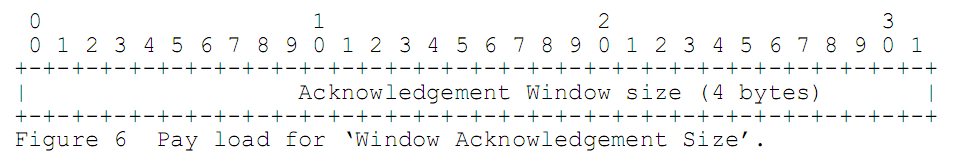 0                   1                   2                   3
0 1 2 3 4 5 6 7 8 9 0 1 2 3 4 5 6 7 8 9 0 1 2 3 4 5 6 7 8 9 0 1
+-+-+-+-+-+-+-+-+-+-+-+-+-+-+-+-+-+-+-+-+-+-+-+-+-+-+-+-+-+-+-+-+
|                   Acknowledgement Window size (4 bytes)       |
+-+-+-+-+-+-+-+-+-+-+-+-+-+-+-+-+-+-+-+-+-+-+-+-+-+-+-+-+-+-+-+-+
Figure 6  Pay load for ‘Window Acknowledgement Size’.